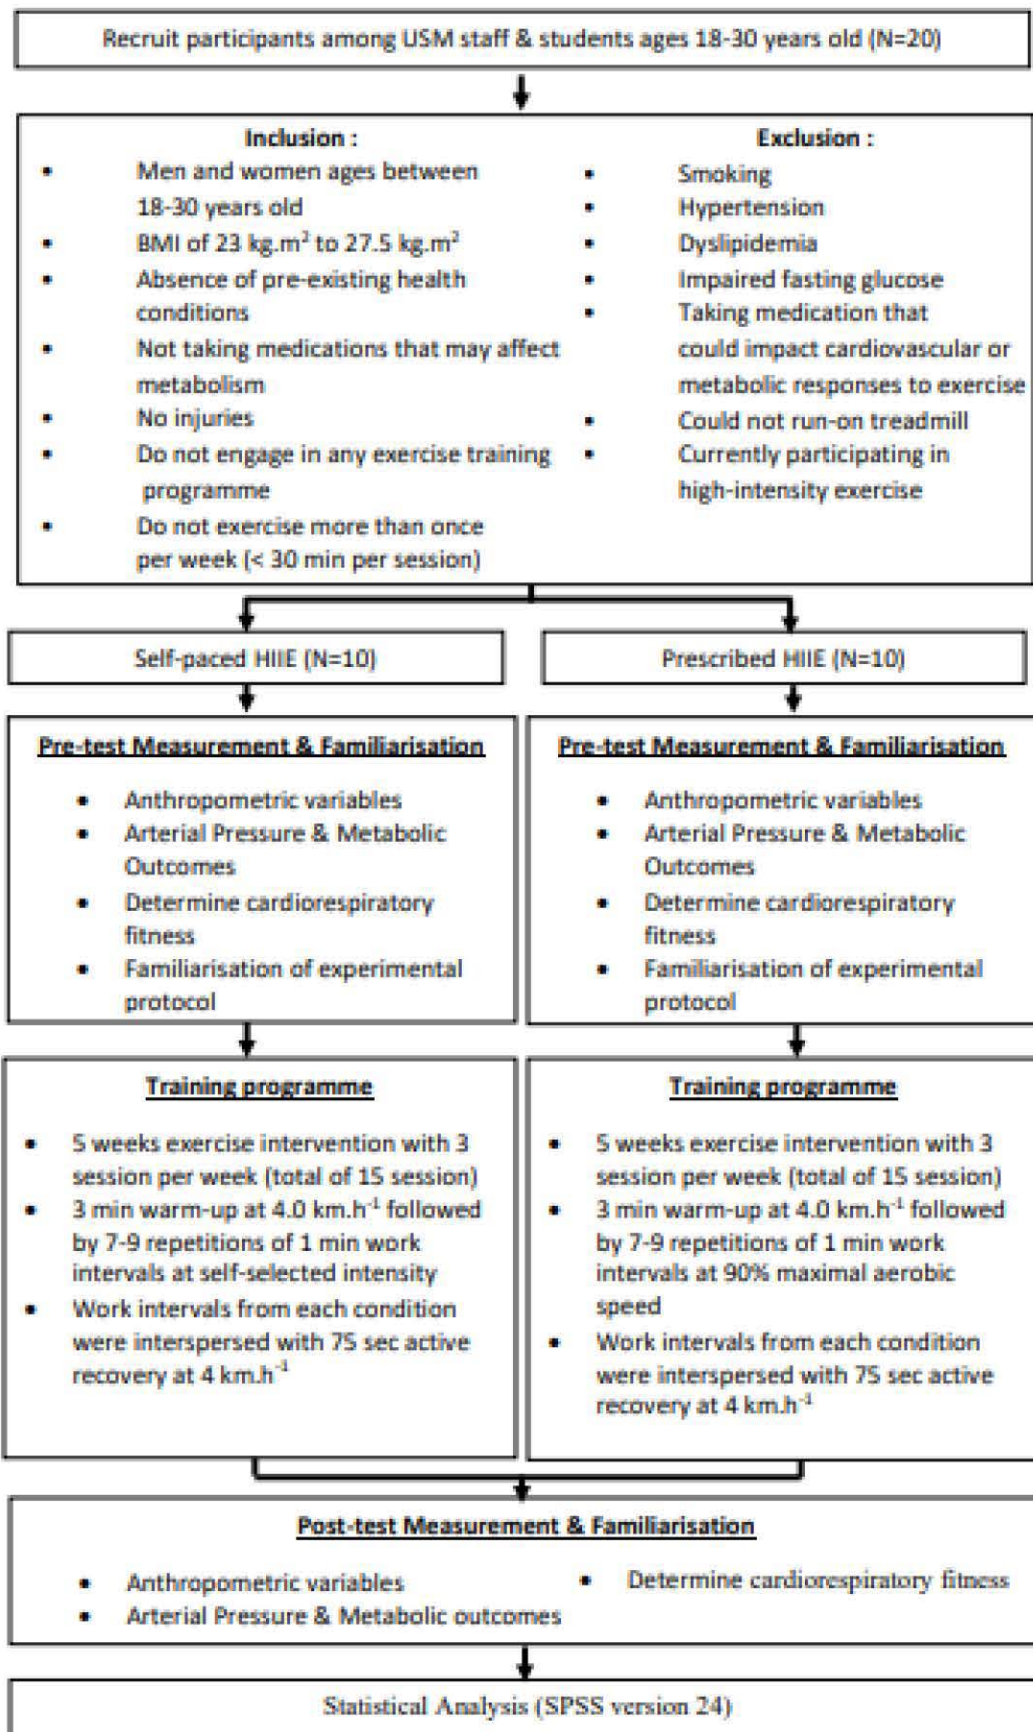 Recruit participants among USM staff & students ages 18-30 years old (N=20)
Inclusion :
• Men and women ages between
18-30 years old
• BMI of 23 kg.m² to 27.5 kg.m²
• Absence of pre-existing health
conditions
• Not taking medications that may affect
metabolism
• No injuries
• Do not engage in any exercise training
programme
• Do not exercise more than once
per week (< 30 min per session)
Exclusion :
• Smoking
• Hypertension
• Dyslipidemia
• Impaired fasting glucose
• Taking medication that
could impact cardiovascular or
metabolic responses to exercise
• Could not run-on treadmill
• Currently participating in
high-intensity exercise
Self-paced HIIE (N=10)
Prescribed HIIE (N=10)
Pre-test Measurement & Familiarisation
• Anthropometric variables
• Arterial Pressure & Metabolic
Outcomes
• Determine cardiorespiratory
fitness
• Familiarisation of experimental
protocol
Pre-test Measurement & Familiarisation
• Anthropometric variables
• Arterial Pressure & Metabolic
Outcomes
• Determine cardiorespiratory
fitness
• Familiarisation of experimental
protocol
Training programme
• 5 weeks exercise intervention with 3
session per week (total of 15 session)
• 3 min warm-up at 4.0 km.h⁻¹ followed
by 7-9 repetitions of 1 min work
intervals at self-selected intensity
• Work intervals from each condition
were interspersed with 75 sec active
recovery at 4 km.h⁻¹
Training programme
• 5 weeks exercise intervention with 3
session per week (total of 15 session)
• 3 min warm-up at 4.0 km.h⁻¹ followed
by 7-9 repetitions of 1 min work
intervals at 90% maximal aerobic
speed
• Work intervals from each condition
were interspersed with 75 sec active
recovery at 4 km.h⁻¹
Post-test Measurement & Familiarisation
• Anthropometric variables
• Arterial Pressure & Metabolic outcomes
• Determine cardiorespiratory fitness
Statistical Analysis (SPSS version 24)